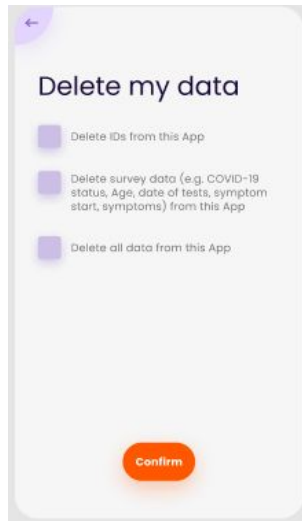 Delete my data
Delete IDs from this App
Delete survey data (e.g. COVID-19
status, Age, date of tests, symptom
start, symptoms) from this App
Delete all data from this App
Confirm